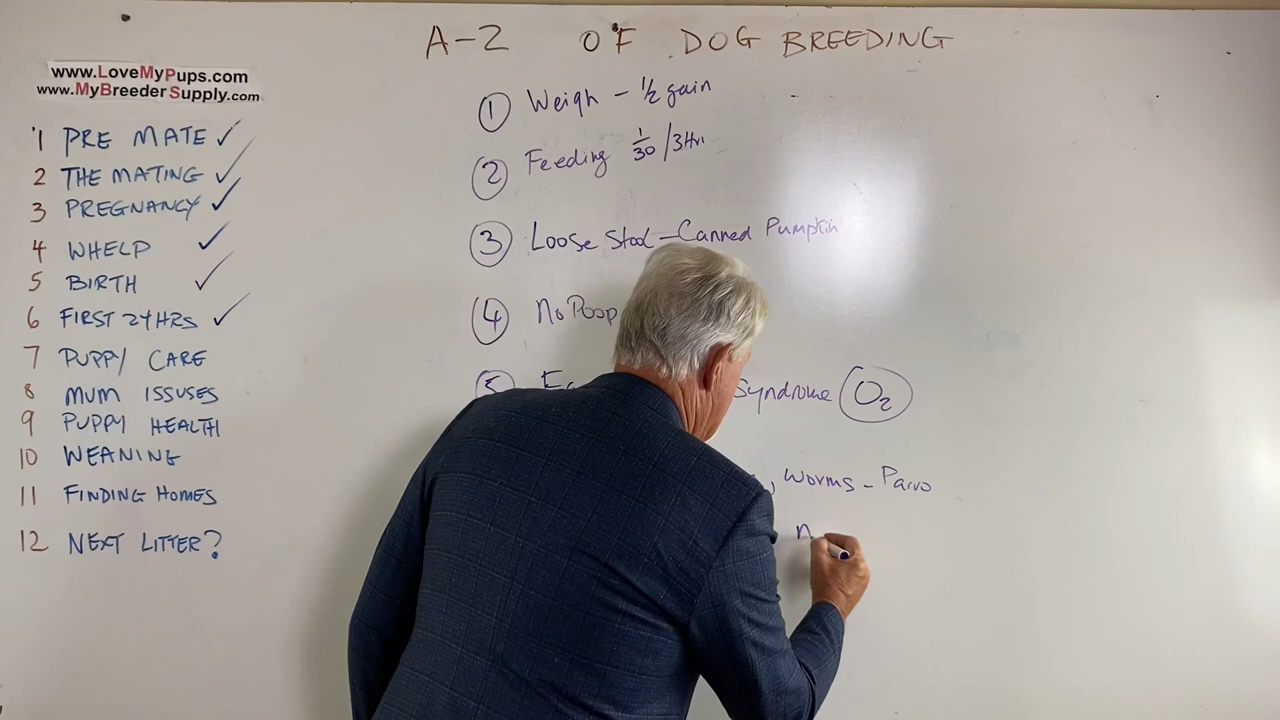 A-Z OF DOG BREEDING
www.LoveMyPups.com
www.MyBreederSupply.com
1 PRE MATE ✓
2 THE MATING ✓
3 PREGNANCY ✓
4 WHELP ✓
5 BIRTH ✓
6 FIRST 24HRS ✓
7 PUPPY CARE
8 MUM ISSUSES
9 PUPPY HEALTH
10 WEANING
11 FINDING HOMES
12 NEXT LITTER?
1 Weigh - 1/2 gain
2 Feeding 1/30 /3Hrs
3 Loose Stool - Canned Pumpkin
4 No Poop
5 Syndrome O2
, Worms - Parvo